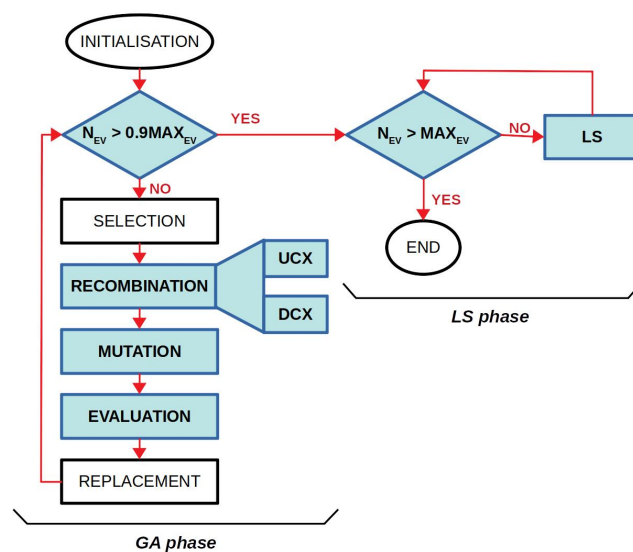 INITIALISATION
N_EV > 0.9MAX_EV
YES
NO
SELECTION
RECOMBINATION
UCX
DCX
MUTATION
EVALUATION
REPLACEMENT
GA phase
N_EV > MAX_EV
NO
LS
YES
END
LS phase